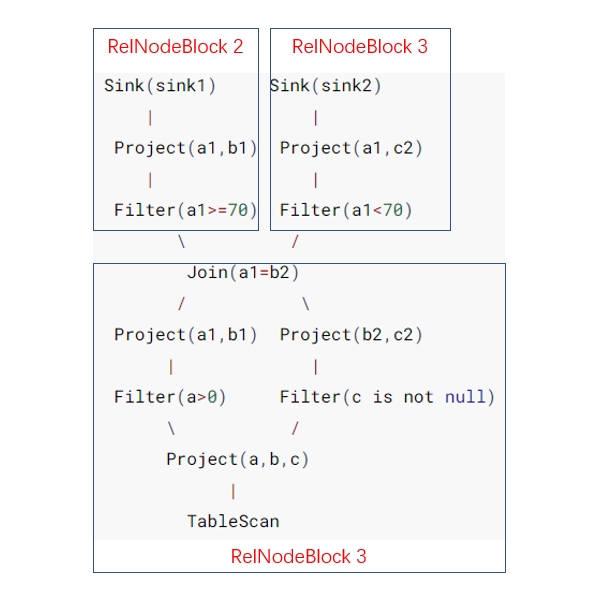 RelNodeBlock 2 RelNodeBlock 3
Sink(sink1) Sink(sink2)
| |
Project(a1,b1) Project(a1,c2)
| |
Filter(a1>=70) Filter(a1<70)
\ /
Join(a1=b2)
/ \
Project(a1,b1) Project(b2,c2)
| |
Filter(a>0) Filter(c is not null)
\ /
Project(a,b,c)
|
TableScan
RelNodeBlock 3